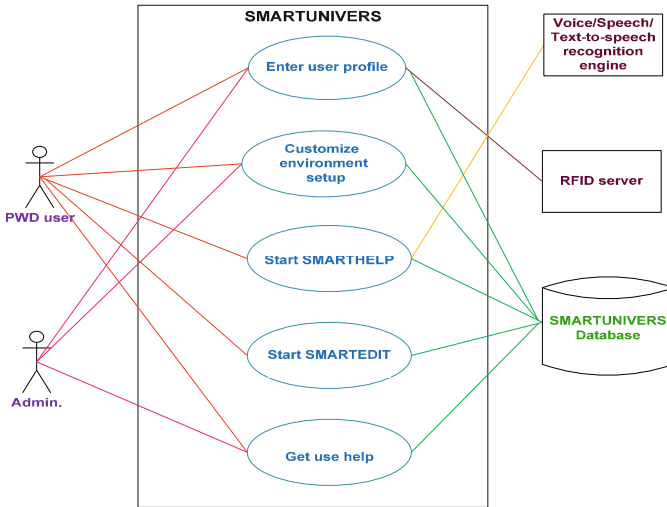 SMARTUNIVERS
Voice/Speech/
Text-to-speech
recognition
engine
Enter user profile
Customize
environment
setup
RFID server
PWD user
Start SMARTHELP
SMARTUNIVERS
Database
Start SMARTEDIT
Admin.
Get use help